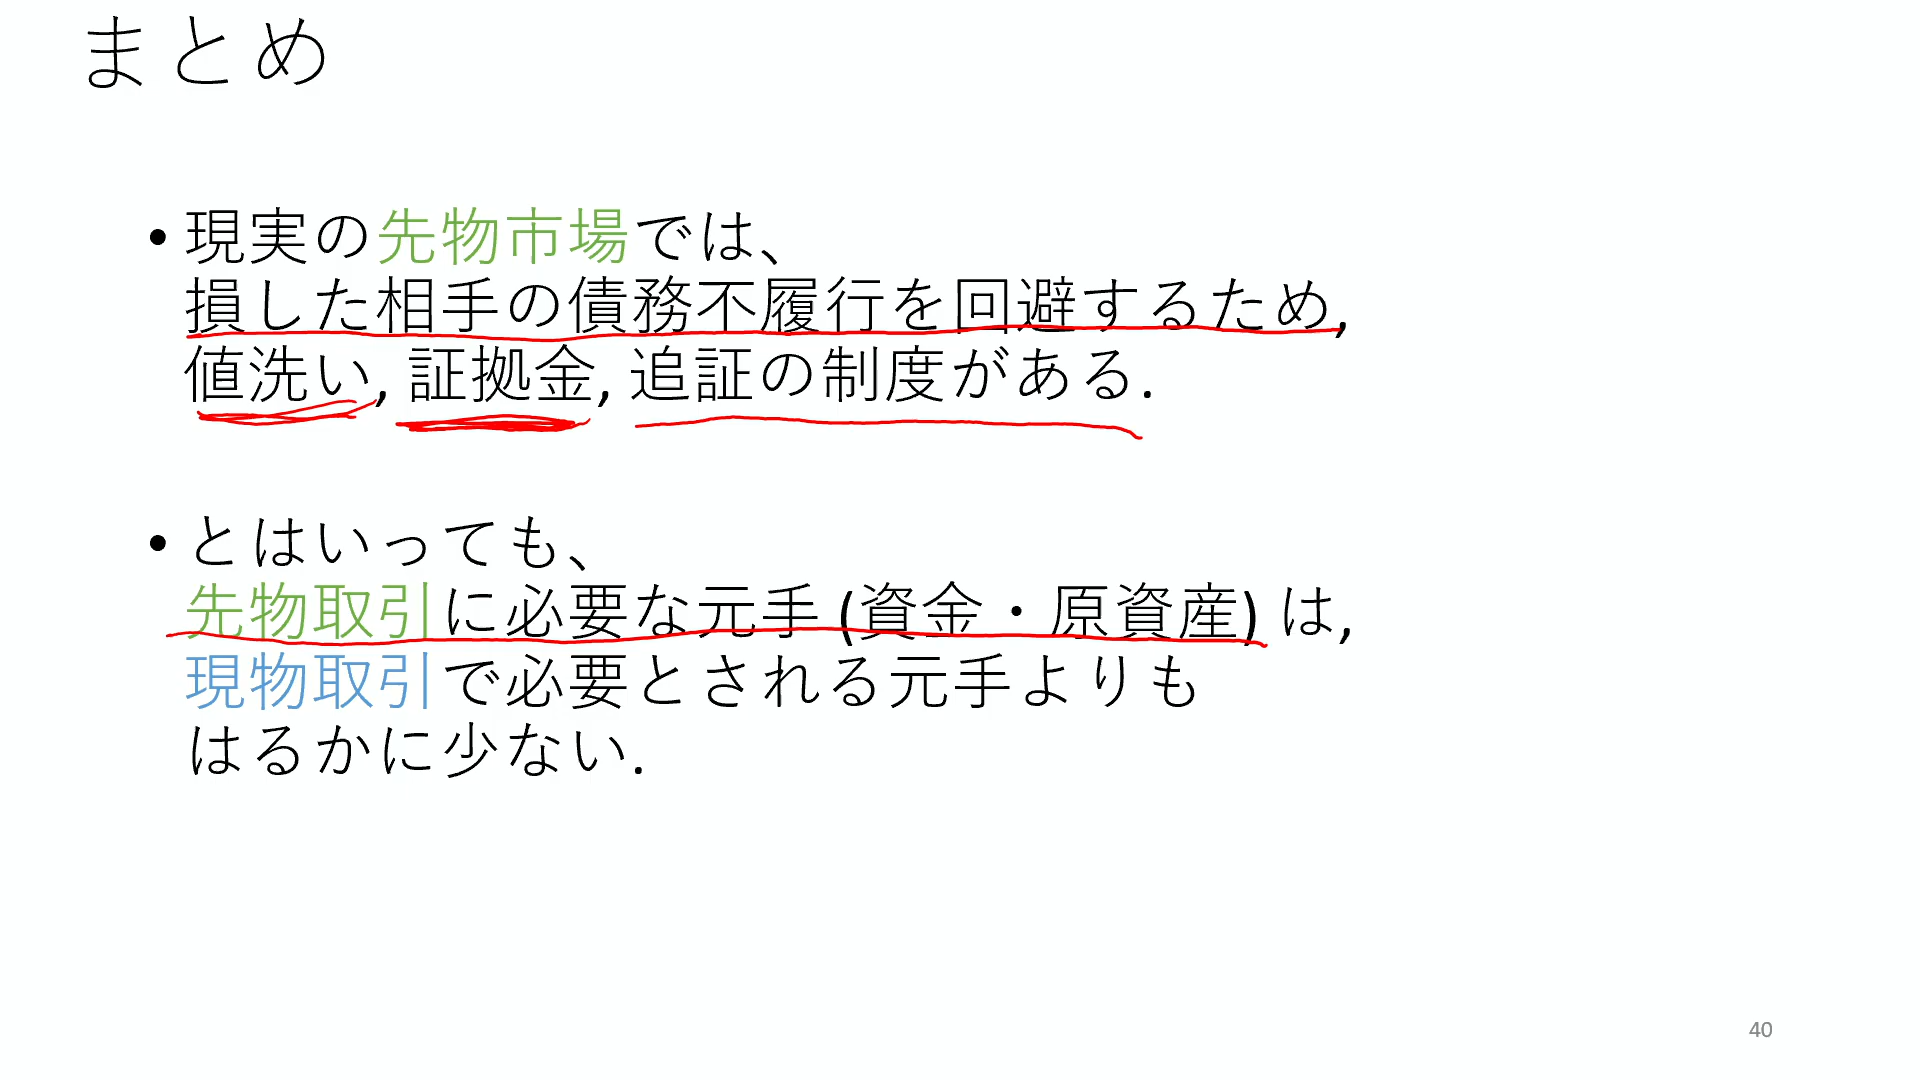 まとめ
• 現実の先物市場では、
損した相手の債務不履行を回避するため,
値洗い, 証拠金, 追証の制度がある.
• とはいっても、
先物取引に必要な元手 (資金・原資産) は,
現物取引で必要とされる元手よりも
はるかに少ない.
40